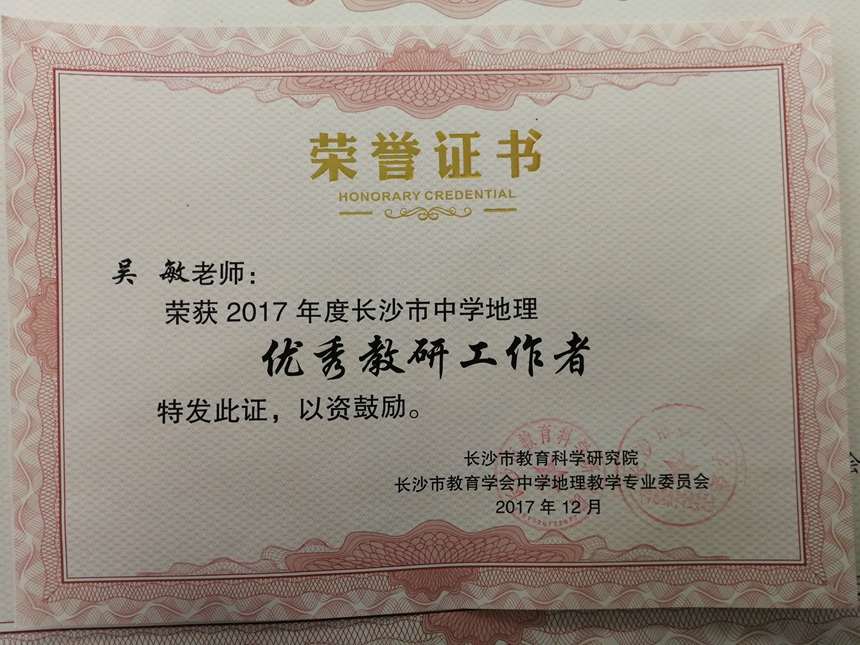 荣誉证书
HONORARY CREDENTIAL
吴 敏老师：
荣获 2017 年度长沙市中学地理
优秀教研工作者
特发此证，以资鼓励。
长沙市教育科学研究院
长沙市教育学会中学地理教学专业委员会
2017 年 12 月